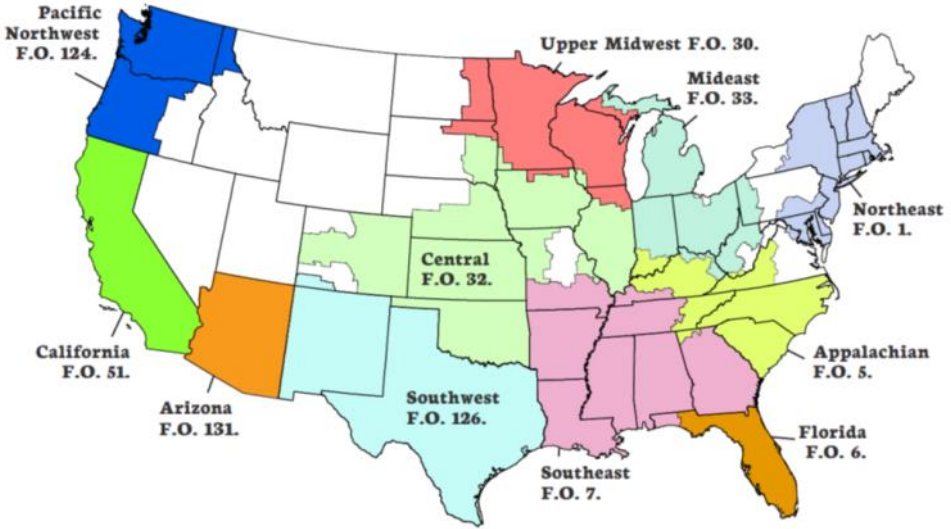 Pacific
Northwest
F.O. 124.
Upper Midwest F.O. 30.
Mideast
F.O. 33.
Northeast
F.O. 1.
Central
F.O. 32.
California
F.O. 51.
Appalachian
F.O. 5.
Arizona
F.O. 131.
Southwest
F.O. 126.
Florida
F.O. 6.
Southeast
F.O. 7.